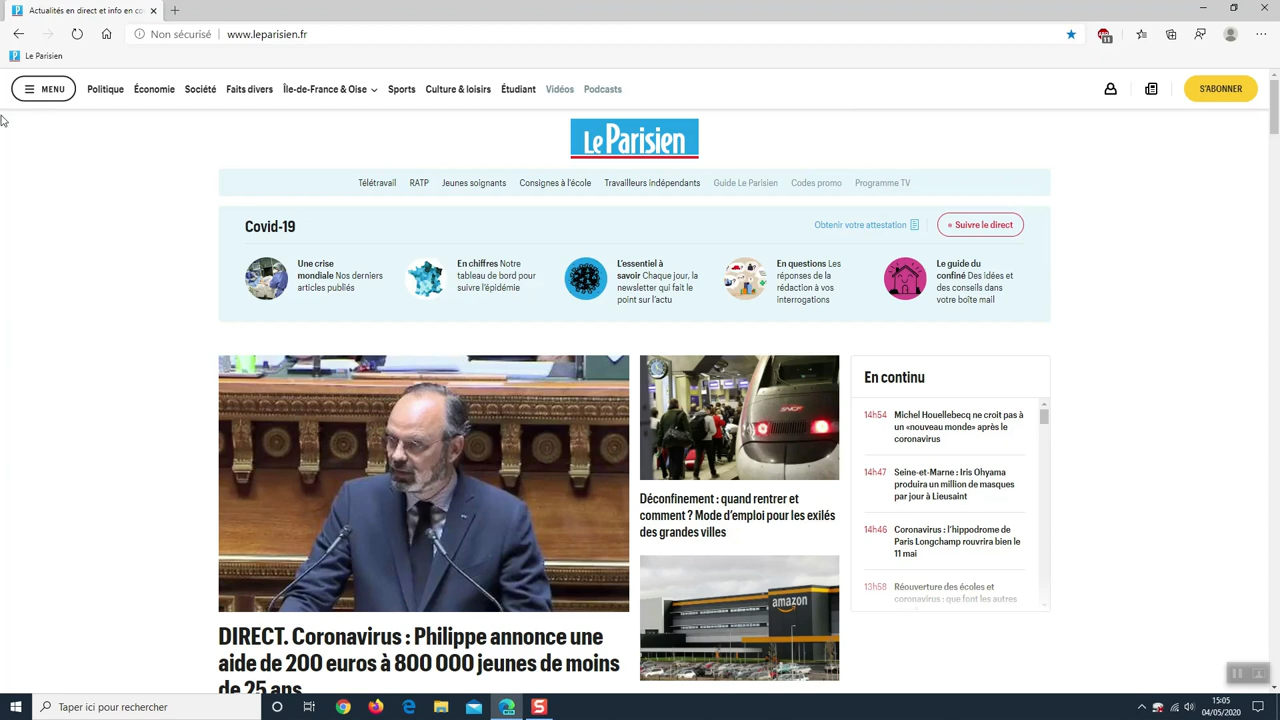 Actualités en direct et info en co
Non sécurisé
www.leparisien.fr
11
Le Parisien
MENU
Politique
Économie
Société
Faits divers
Île-de-France & Oise
Sports
Culture & loisirs
Étudiant
Vidéos
Podcasts
S'ABONNER
Le Parisien
Télétravail
RATP
Jeunes soignants
Consignes à l'école
Travailleurs indépendants
Guide Le Parisien
Codes promo
Programme TV
Covid-19
Obtenir votre attestation
Suivre le direct
Une crise
mondiale Nos derniers
articles publiés
En chiffres Notre
tableau de bord pour
suivre l'épidémie
L'essentiel à
savoir Chaque jour, la
newsletter qui fait le
point sur l'actu
En questions Les
réponses de la
rédaction à vos
interrogations
Le guide du
confiné Des idées et
des conseils dans
votre boîte mail
SNCF
Déconfinement : quand rentrer et
comment ? Mode d'emploi pour les exilés
des grandes villes
amazon
DIRECT. Coronavirus : Philippe annonce une
aide de 200 euros à 800 000 jeunes de moins
de 25 ans
En continu
14h54
Michel Houellebecq ne croit pas à
un «nouveau monde» après le
coronavirus
14h47
Seine-et-Marne : Iris Ohyama
produira un million de masques
par jour à Lieusaint
14h46
Coronavirus : l'hippodrome de
Paris Longchamp rouvrira bien le
11 mai
13h58
Réouverture des écoles et
coronavirus : que font les autres
Taper ici pour rechercher
15:05
04/05/2020